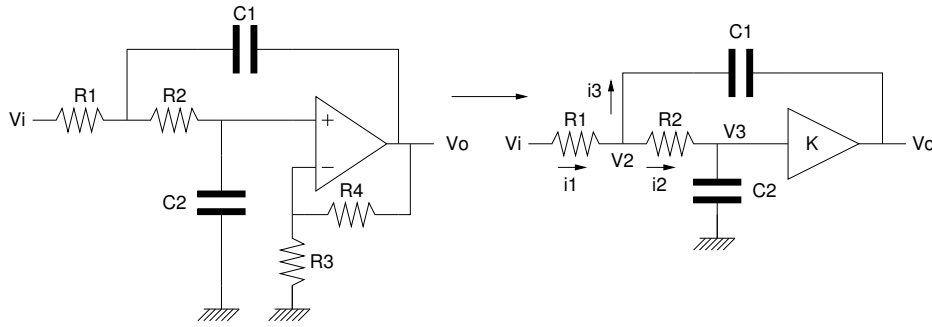 C1
R1
R2
Vi
+
−
Vo
C2
R4
R3
C1
i3
R1
R2
V3
Vi
V2
K
Vo
i1
i2
C2